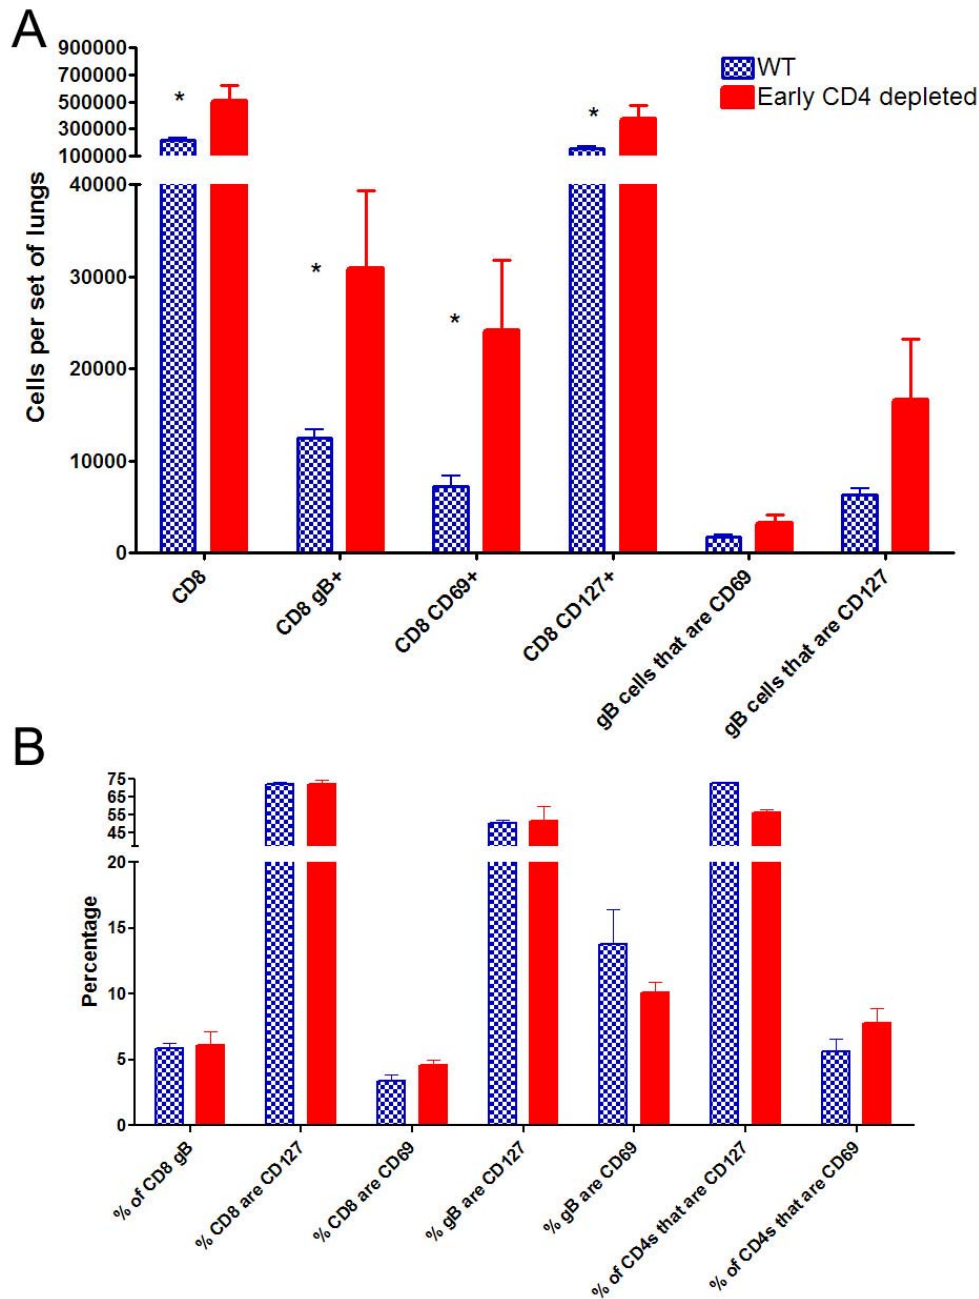 A
900000
700000
500000
300000
100000
40000
30000
20000
10000
0
Cells per set of lungs
*
*
*
*
WT
Early CD4 depleted
CD8
CD8 gB+
CD8 CD69+
CD8 CD127+
gB cells that are CD69
gB cells that are CD127
B
75
65
55
45
20
15
10
5
0
Percentage
% of CD8 gB
% CD8 are CD127
% CD8 are CD69
% gB are CD127
% gB are CD69
% of CD4s that are CD127
% of CD4s that are CD69